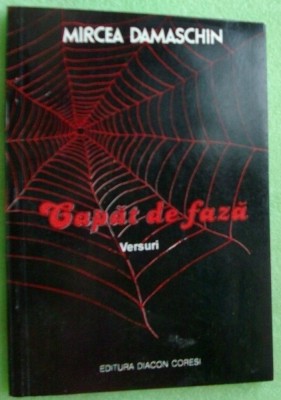 MIRCEA DAMASCHIN
Capăt de fază
Versuri
EDITURA DIACON CORESI